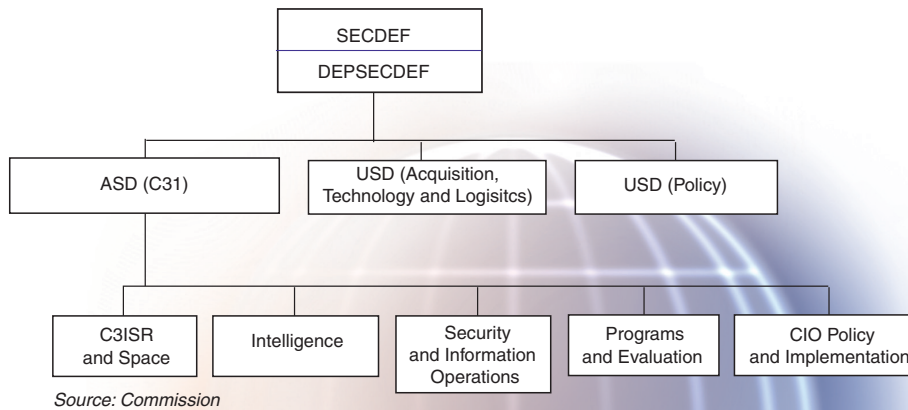 SECDEF
DEPSECDEF
ASD (C31)
USD (Acquisition,
Technology and Logisitcs)
USD (Policy)
C3ISR
and Space
Intelligence
Security
and Information
Operations
Programs
and Evaluation
CIO Policy
and Implementation
Source: Commission